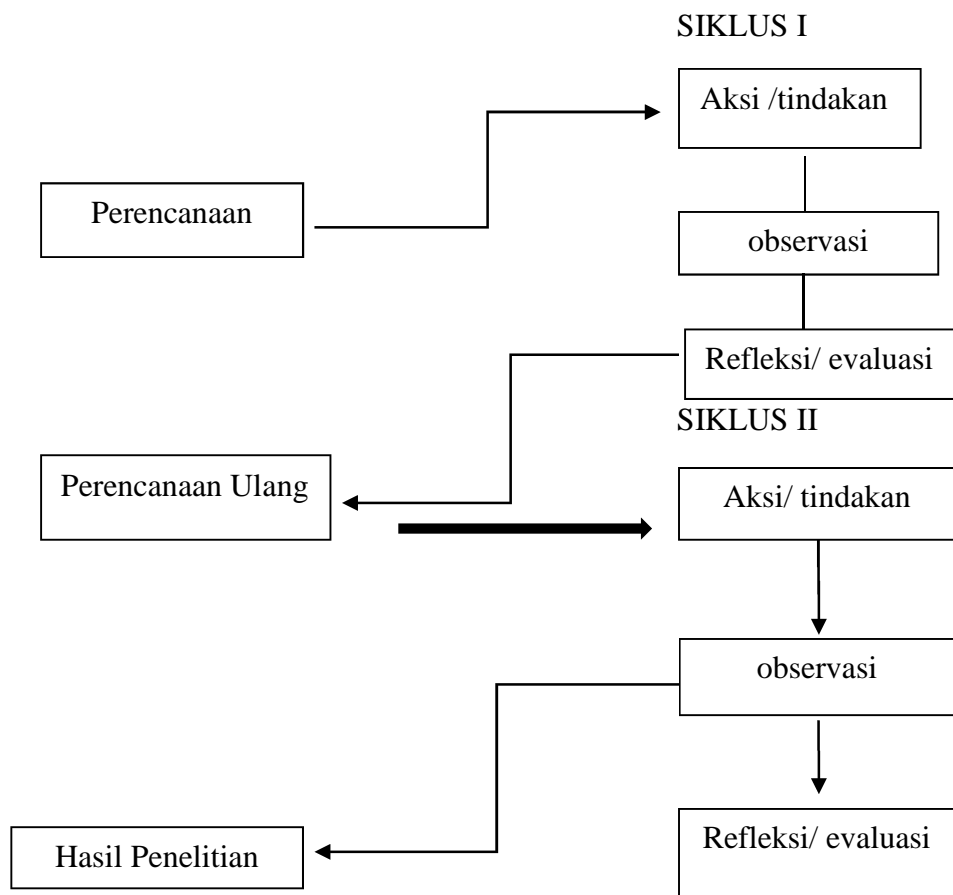 SIKLUS I
Aksi /tindakan
Perencanaan
observasi
Refleksi/ evaluasi
SIKLUS II
Perencanaan Ulang
Aksi/ tindakan
observasi
Refleksi/ evaluasi
Hasil Penelitian